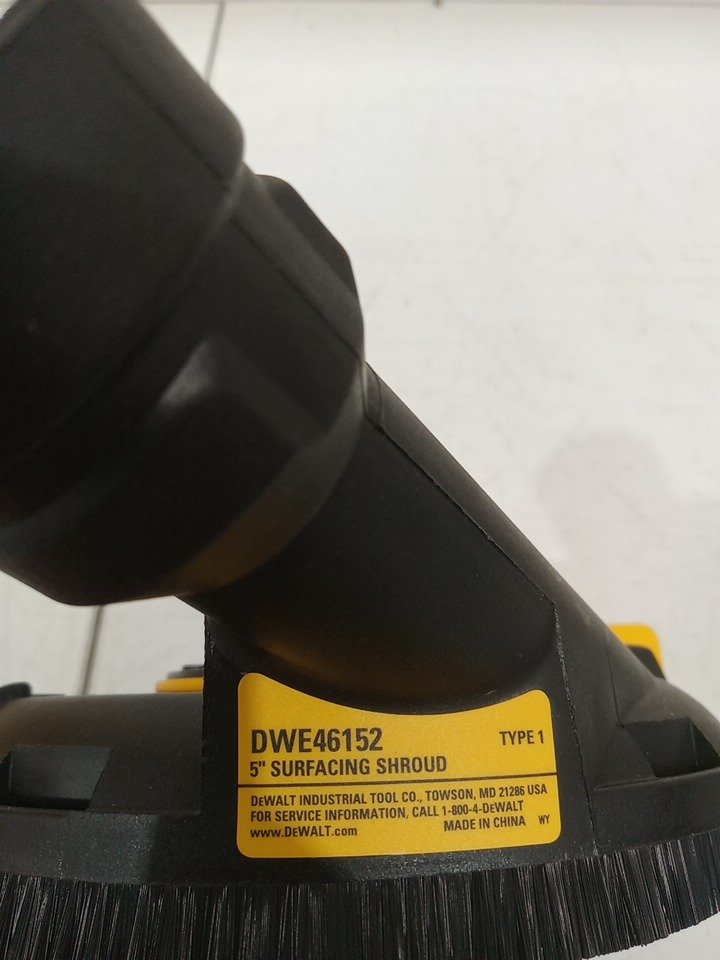 DWE46152 TYPE 1
5" SURFACING SHROUD
DEWALT INDUSTRIAL TOOL CO., TOWSON, MD 21286 USA
FOR SERVICE INFORMATION, CALL 1-800-4-DEWALT
www.DEWALT.com MADE IN CHINA WY